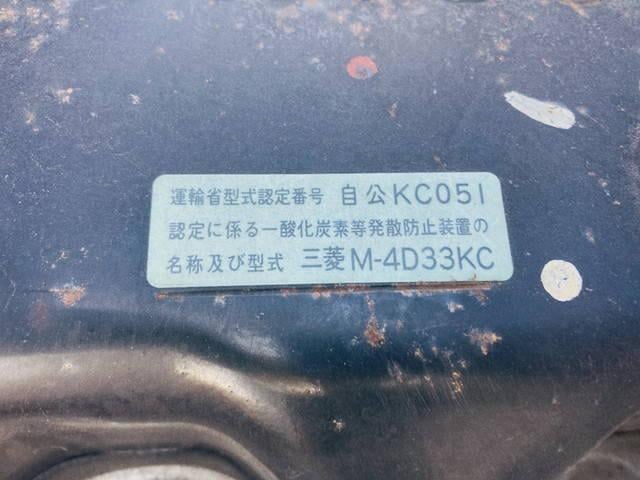 運輸省型式認定番号 自公KC051
認定に係る一酸化炭素等発散防止装置の
名称及び型式 三菱M-4D33KC